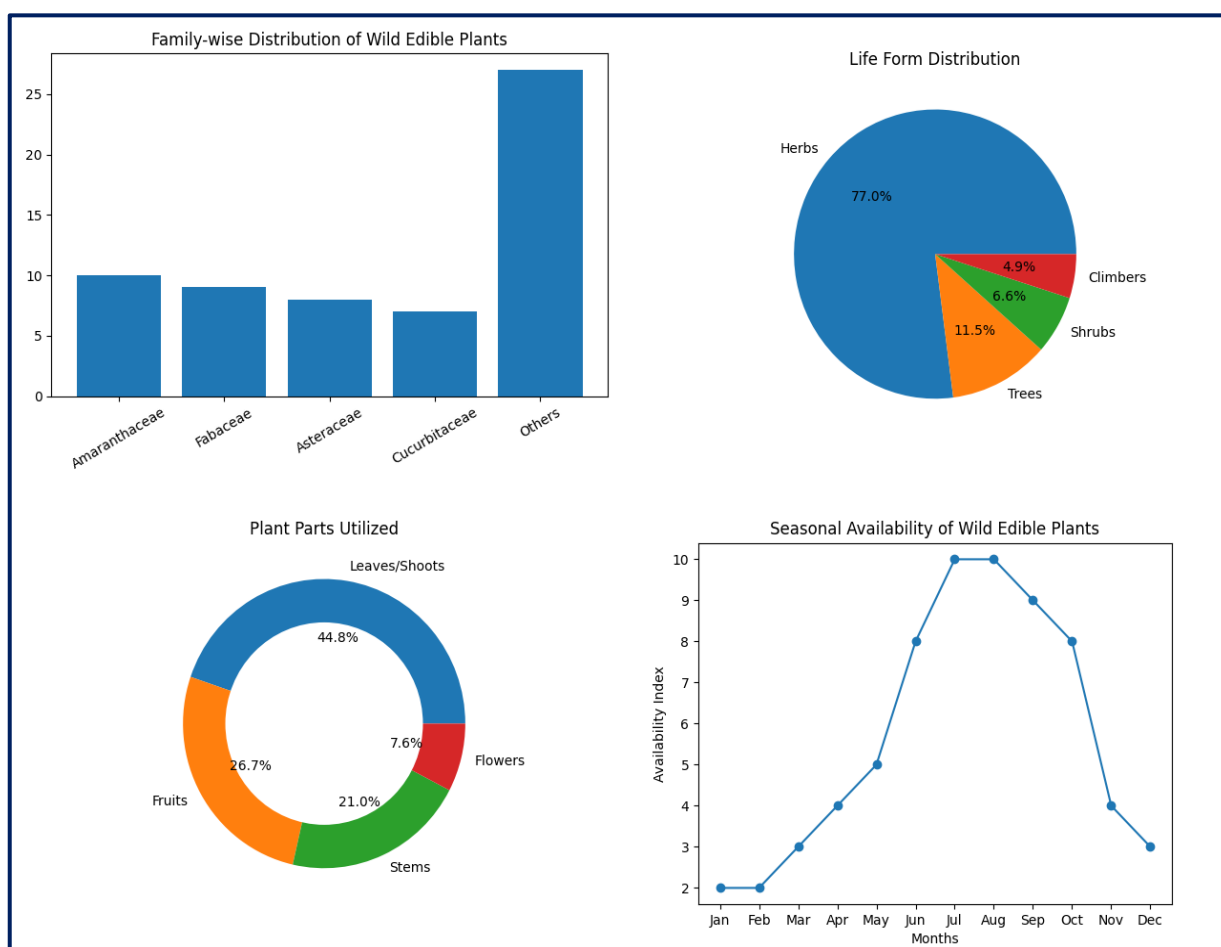 Family-wise Distribution of Wild Edible Plants
25
20
15
10
5
0
Amaranthaceae
Fabaceae
Asteraceae
Cucurbitaceae
Others
Life Form Distribution
Herbs
77.0%
4.9%
Climbers
6.6%
Shrubs
11.5%
Trees
Plant Parts Utilized
Leaves/Shoots
44.8%
7.6%
Flowers
26.7%
Fruits
21.0%
Stems
Seasonal Availability of Wild Edible Plants
10
9
8
7
6
5
4
3
2
Availability Index
Jan Feb Mar Apr May Jun Jul Aug Sep Oct Nov Dec
Months